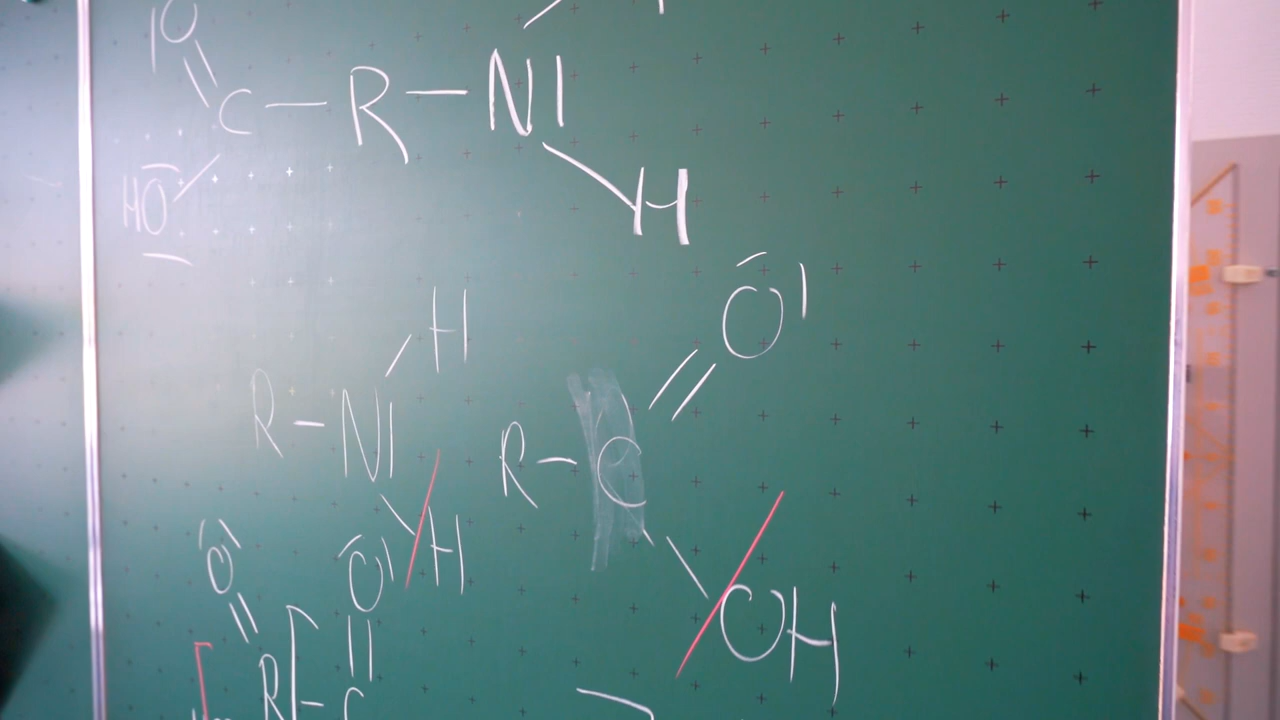 O
C — R — N
HO
H
H
O
R — N
R — C
H
OH
O
O
R — C